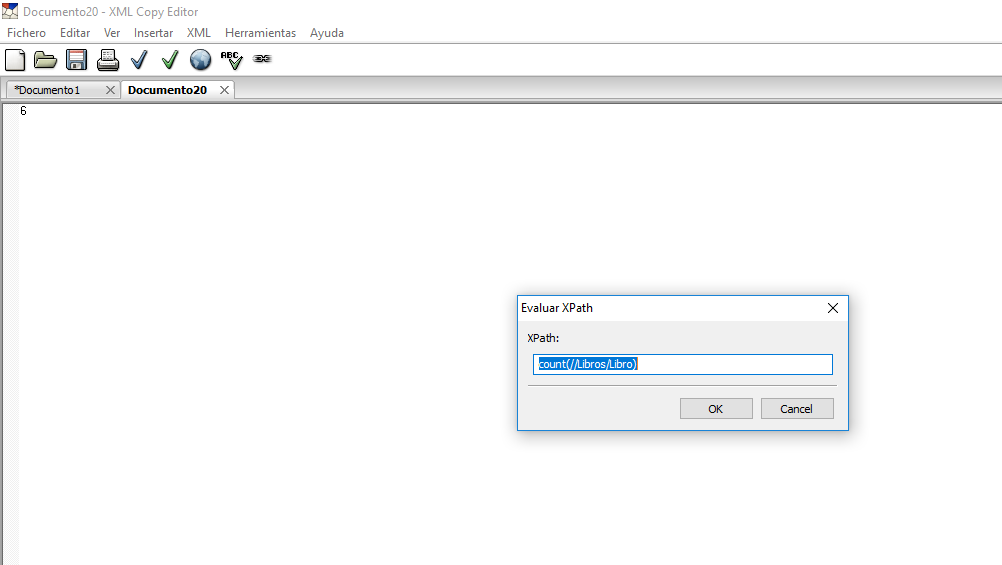 Documento20 - XML Copy Editor
Fichero Editar Ver Insertar XML Herramientas Ayuda
ABC
*Documento1 Documento20
6
Evaluar XPath
XPath:
count(//Libros/Libro)
OK Cancel